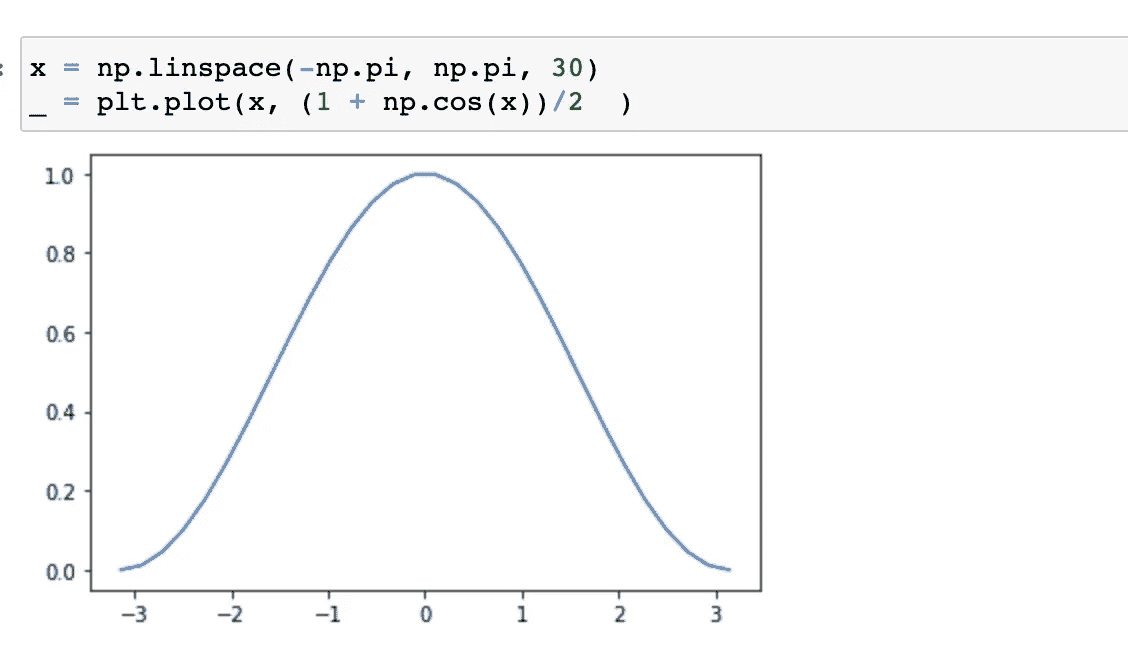 : x = np.linspace(-np.pi, np.pi, 30)
_ = plt.plot(x, (1 + np.cos(x))/2  )
1.0
0.8
0.6
0.4
0.2
0.0
−3 −2 −1 0 1 2 3